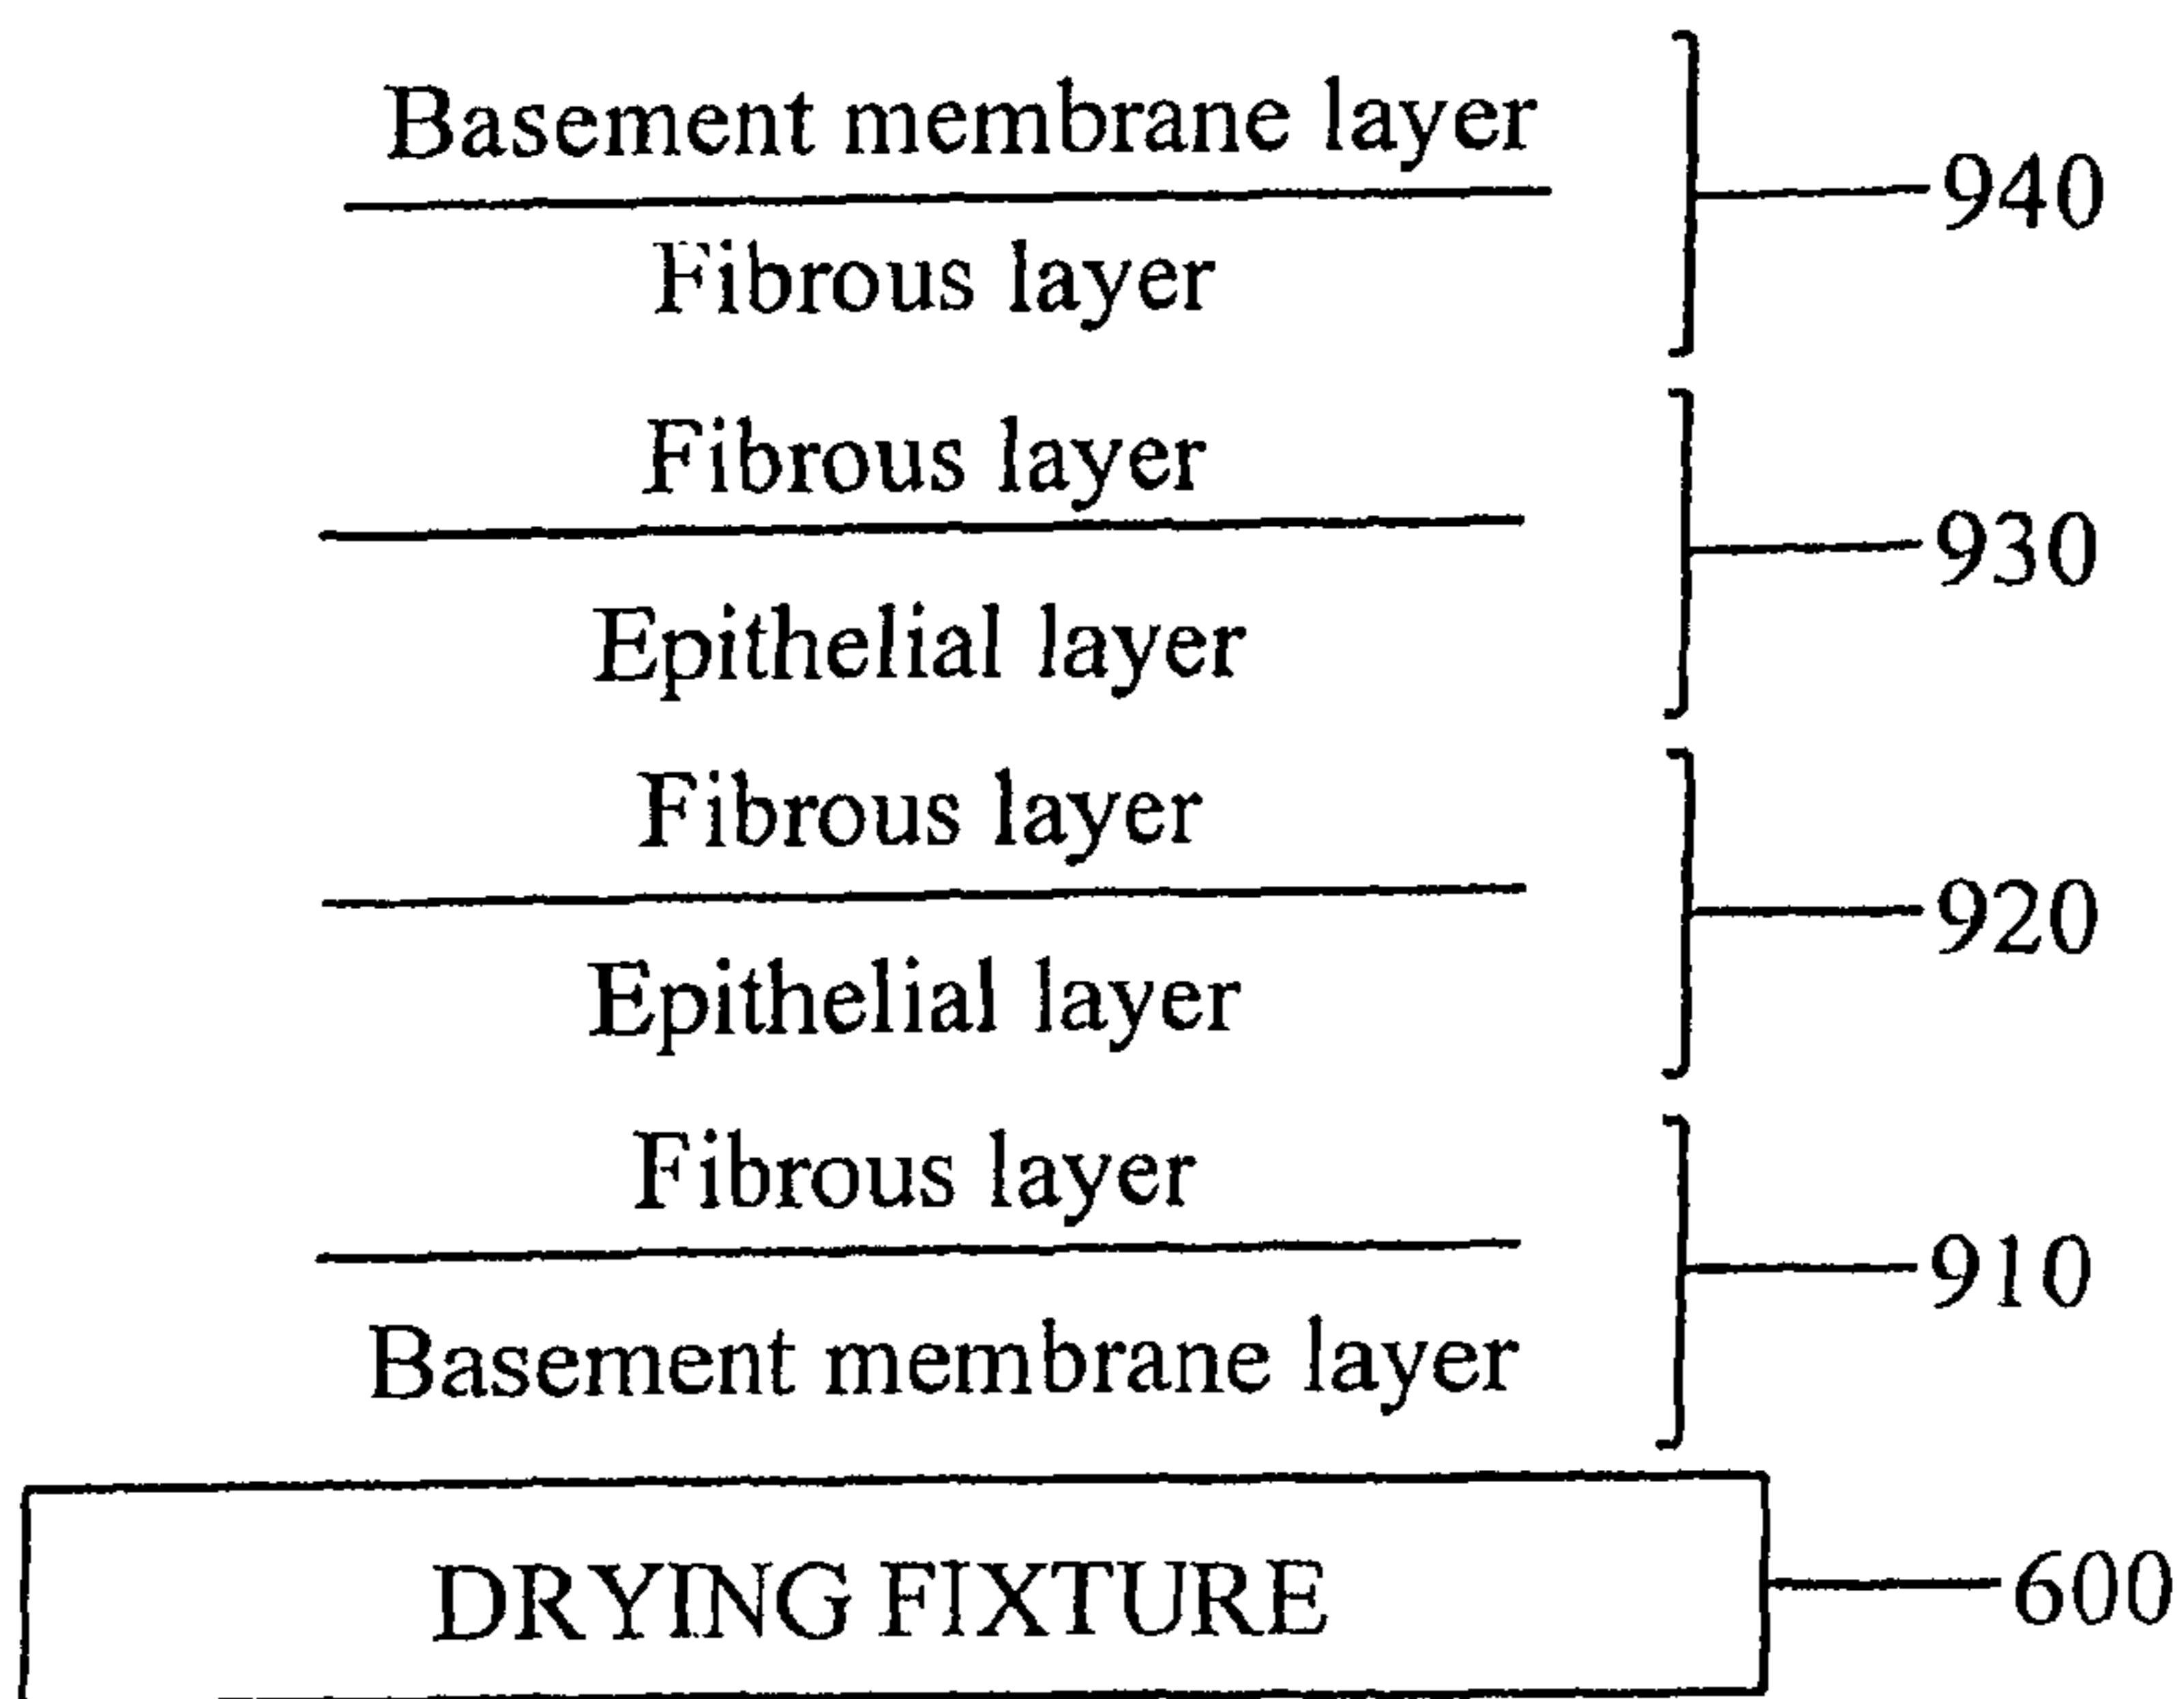 Basement membrane layer
940
Fibrous layer
Fibrous layer
930
Epithelial layer
Fibrous layer
920
Epithelial layer
Fibrous layer
910
Basement membrane layer
DRYING FIXTURE
600